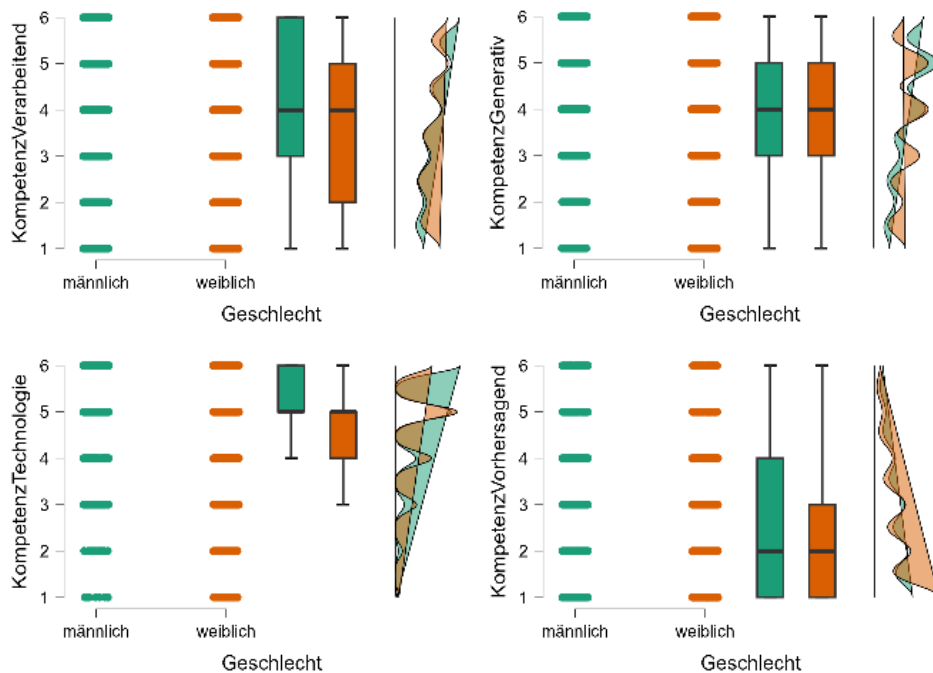 KompetenzVerarbeitend
6
5
4
3
2
1
männlich
weiblich
Geschlecht
KompetenzGenerativ
6
5
4
3
2
1
männlich
weiblich
Geschlecht
KompetenzTechnologie
6
5
4
3
2
1
männlich
weiblich
Geschlecht
KompetenzVorhersagend
6
5
4
3
2
1
männlich
weiblich
Geschlecht